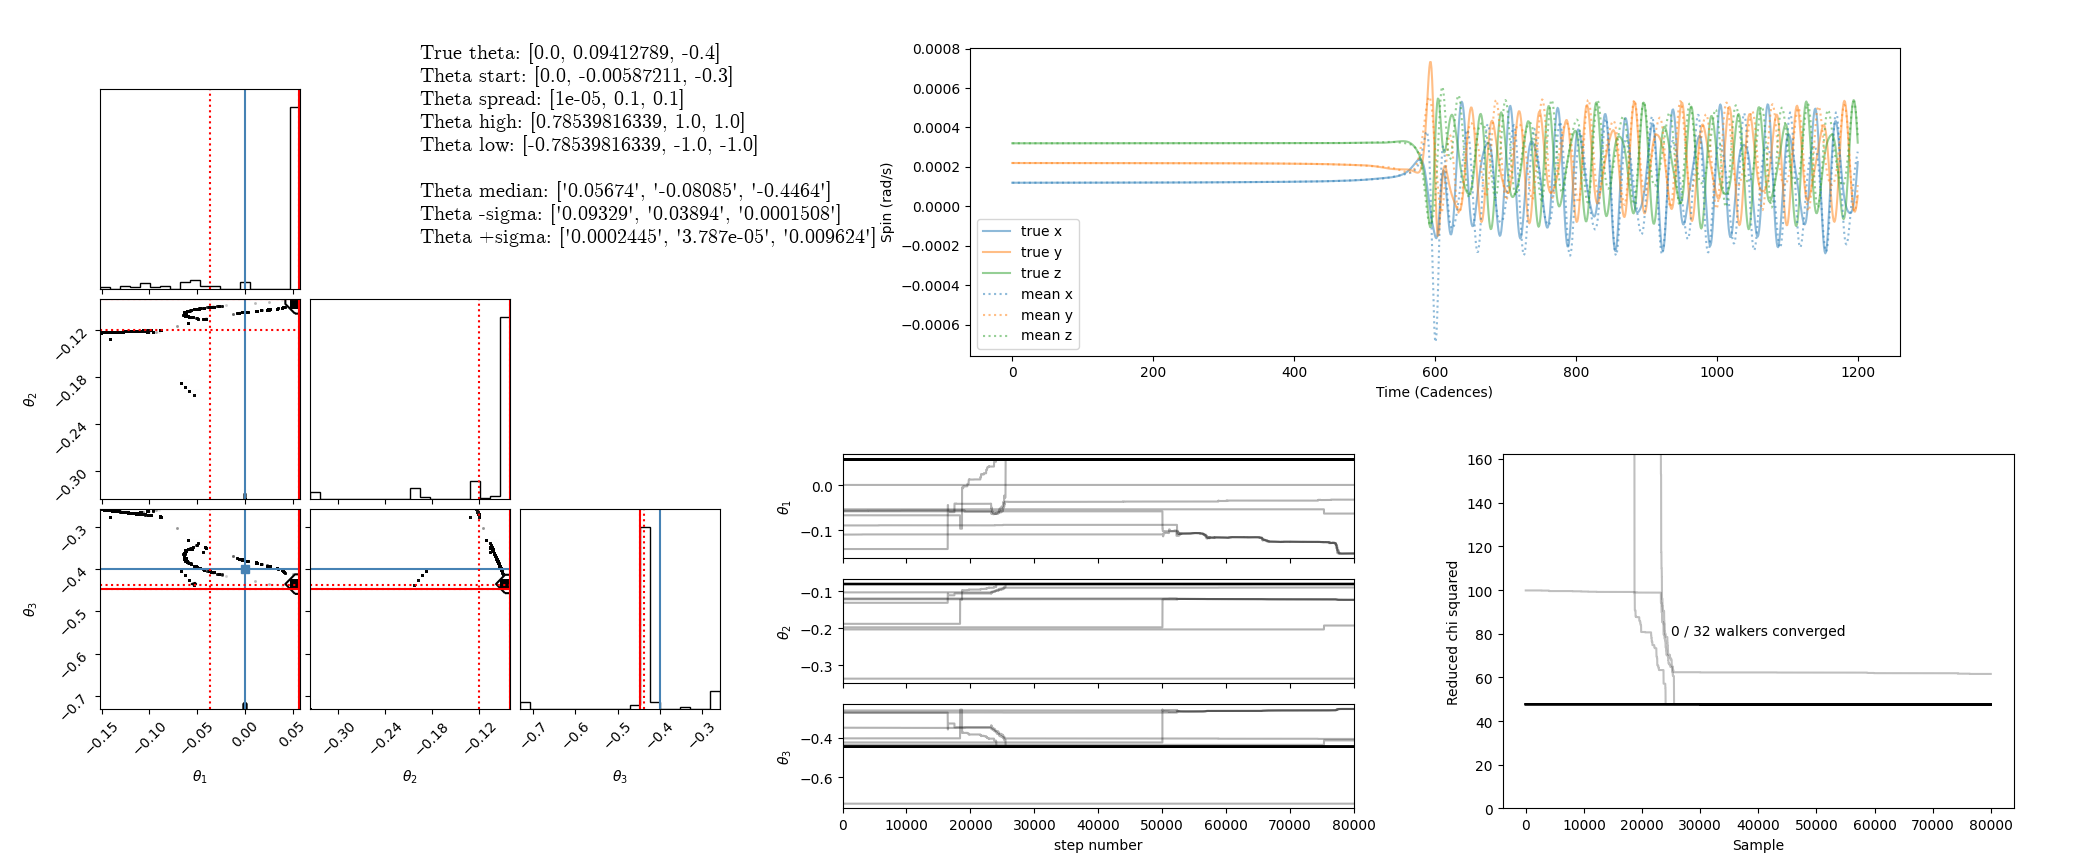 True theta: [0.0, 0.09412789, -0.4]
Theta start: [0.0, -0.00587211, -0.3]
Theta spread: [1e-05, 0.1, 0.1]
Theta high: [0.78539816339, 1.0, 1.0]
Theta low: [-0.78539816339, -1.0, -1.0]
Theta median: ['0.05674', '-0.08085', '-0.4464']
Theta -sigma: ['0.09329', '0.03894', '0.0001508']
Theta +sigma: ['0.0002445', '3.787e-05', '0.009624']
θ2
−0.12
−0.18
−0.24
−0.30
θ3
−0.3
−0.4
−0.5
−0.6
−0.7
−0.15 −0.10 −0.05 0.00 0.05
θ1
−0.30 −0.24 −0.18 −0.12
θ2
−0.7 −0.6 −0.5 −0.4 −0.3
θ3
Spin (rad/s)
0.0008
0.0006
0.0004
0.0002
0.0000
−0.0002
−0.0004
−0.0006
true x
true y
true z
mean x
mean y
mean z
0 200 400 600 800 1000 1200
Time (Cadences)
θ1
0.0
−0.1
θ2
−0.1
−0.2
−0.3
θ3
−0.4
−0.6
0 10000 20000 30000 40000 50000 60000 70000 80000
step number
Reduced chi squared
160
140
120
100
80
60
40
20
0
0 / 32 walkers converged
0 10000 20000 30000 40000 50000 60000 70000 80000
Sample